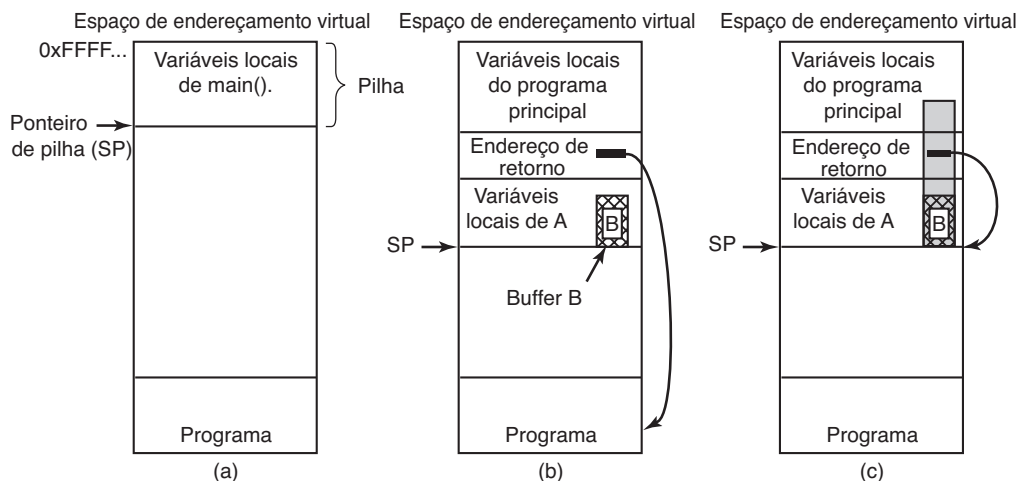 Espaço de endereçamento virtual
0xFFFF...
Variáveis locais
de main().
Pilha
Ponteiro
de pilha (SP)
Programa
(a)
Espaço de endereçamento virtual
Variáveis locais
do programa
principal
Endereço de
retorno
Variáveis
locais de A
B
SP
Buffer B
Programa
(b)
Espaço de endereçamento virtual
Variáveis locais
do programa
principal
Endereço de
retorno
Variáveis
locais de A
B
SP
Programa
(c)